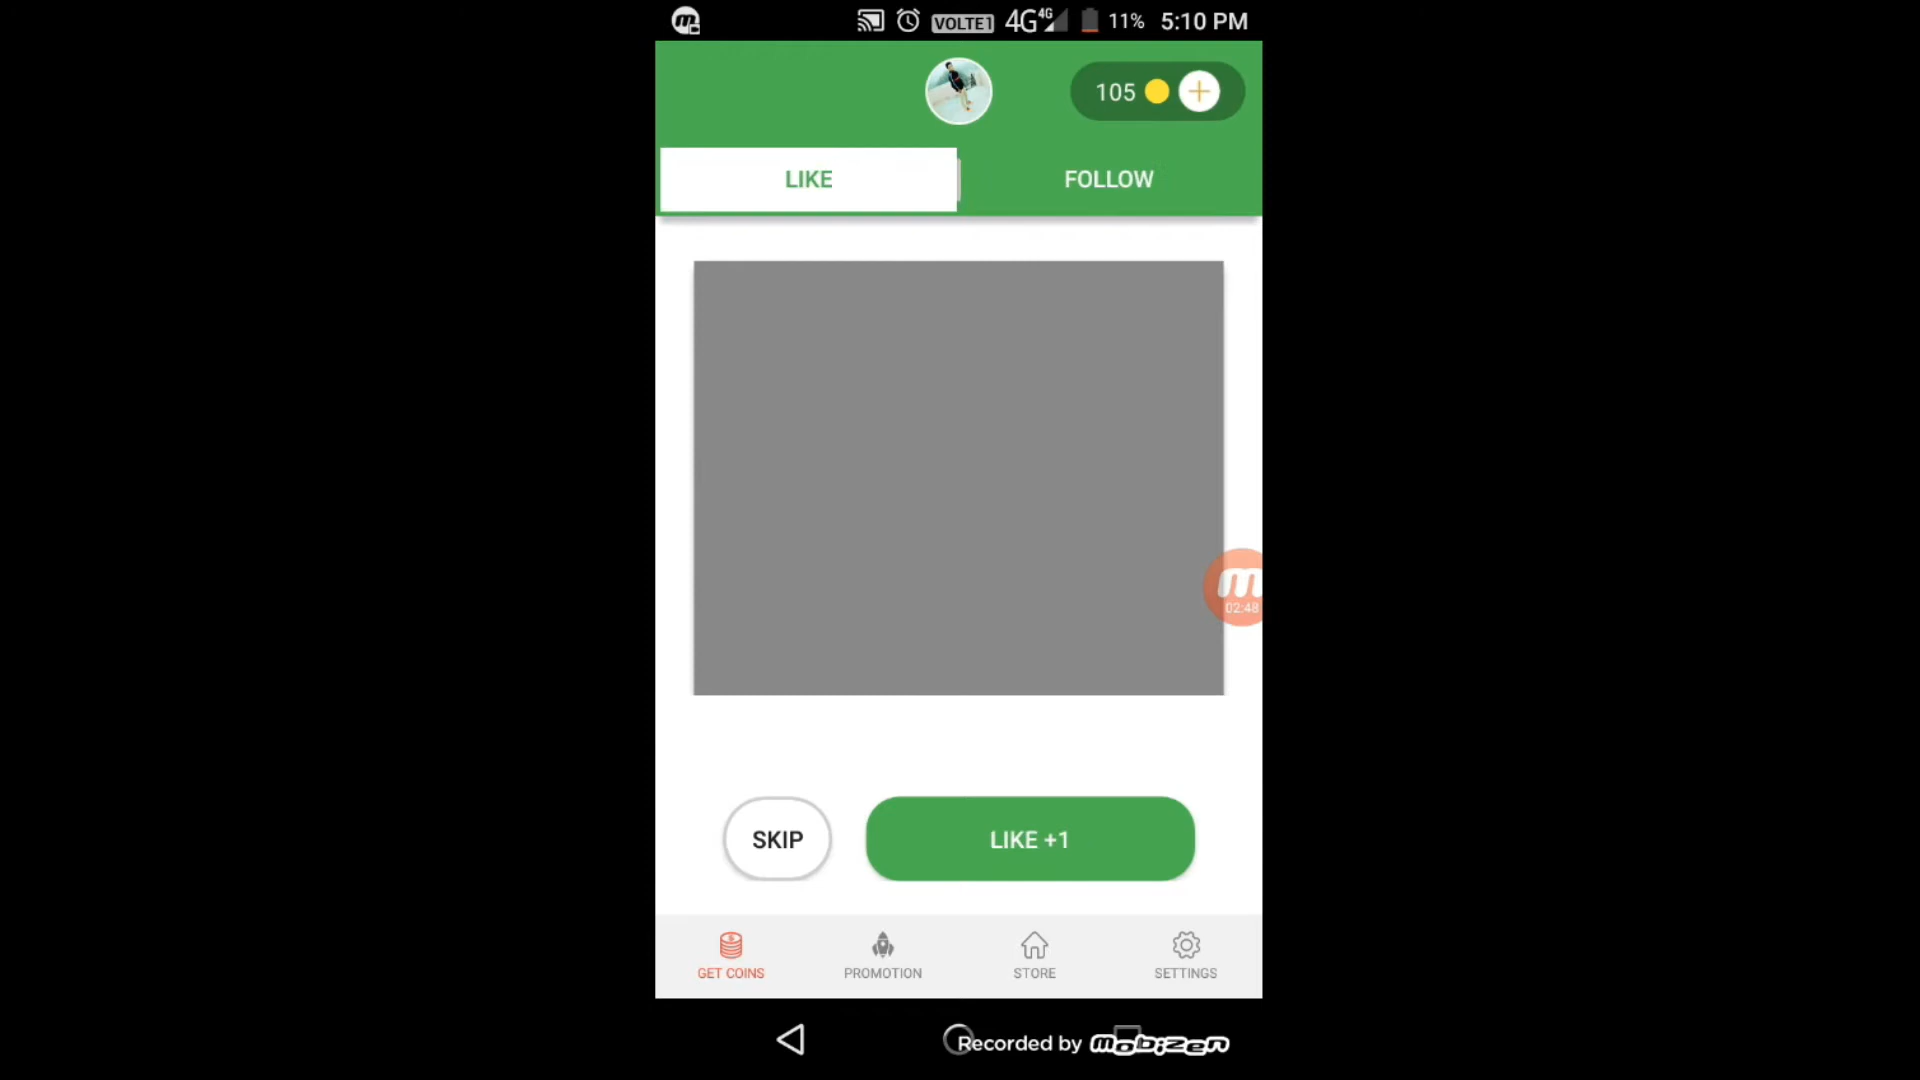 VOLTE1 4G 4G 11% 5:10 PM
105
LIKE FOLLOW
02:48
SKIP LIKE +1
GET COINS PROMOTION STORE SETTINGS
Recorded by mobizen